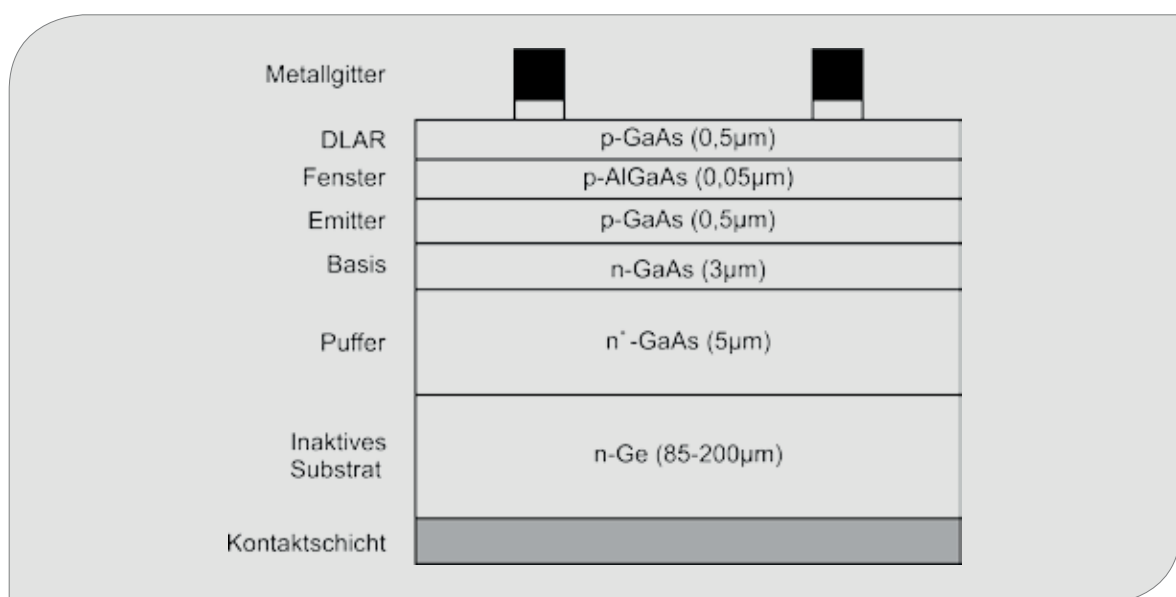 Metallgitter
DLAR p-GaAs (0,5µm)
Fenster p-AlGaAs (0,05µm)
Emitter p-GaAs (0,5µm)
Basis n-GaAs (3µm)
Puffer n⁺-GaAs (5µm)
Inaktives
Substrat n-Ge (85-200µm)
Kontaktschicht